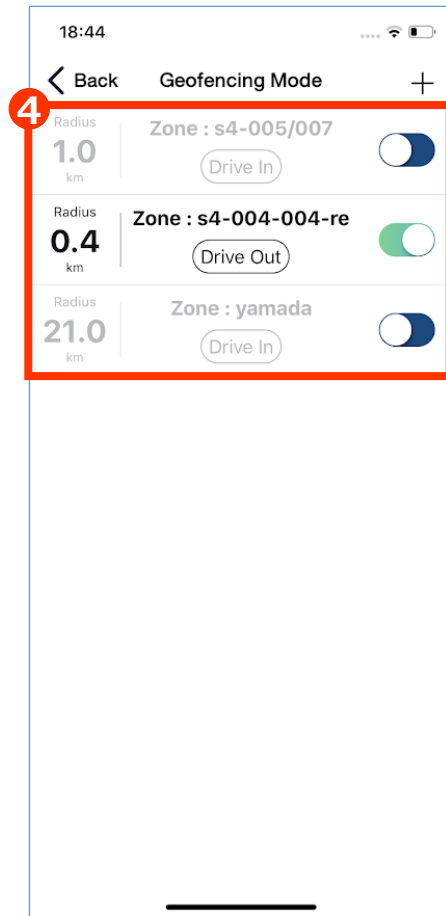 18:44
Back Geofencing Mode +
4
Radius
Zone : s4-005/007
1.0
Drive In
km
Radius
Zone : s4-004-004-re
0.4
Drive Out
km
Radius
Zone : yamada
21.0
Drive In
km